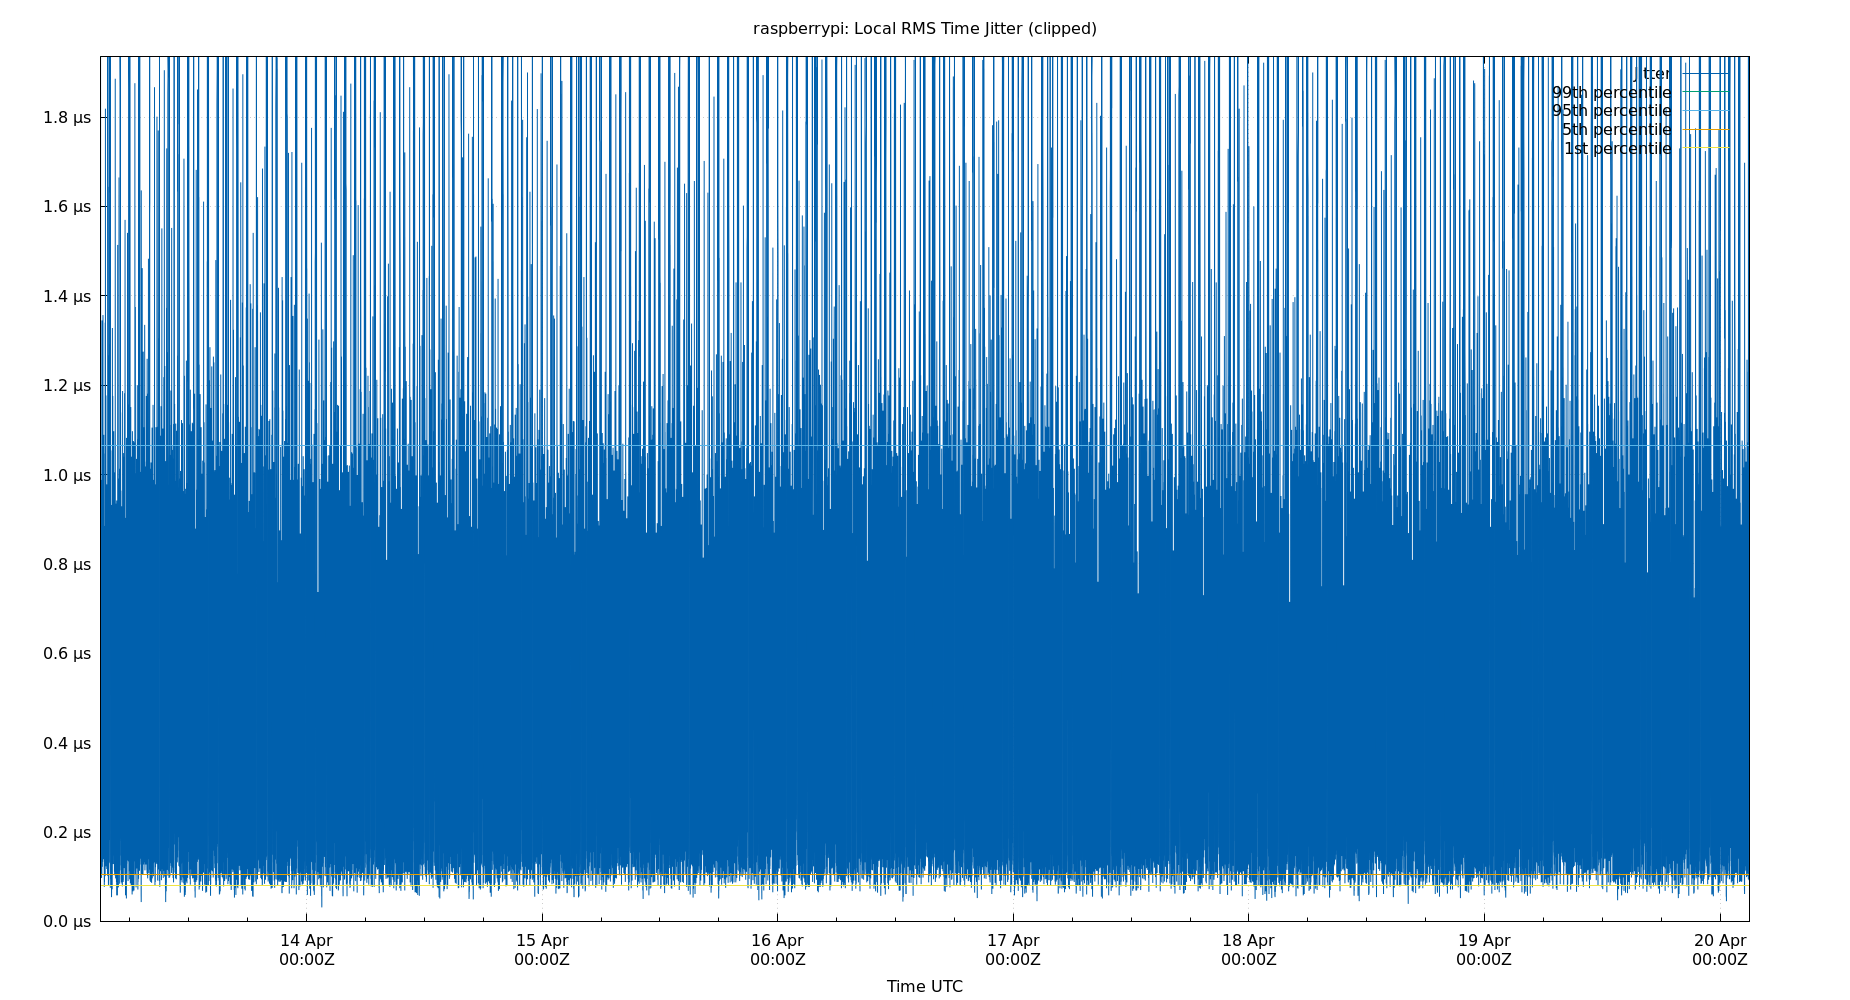 raspberrypi: Local RMS Time Jitter (clipped)
jitter
99th percentile
95th percentile
5th percentile
1st percentile
1.8 μs
1.6 μs
1.4 μs
1.2 μs
1.0 μs
0.8 μs
0.6 μs
0.4 μs
0.2 μs
0.0 μs
14 Apr 15 Apr 16 Apr 17 Apr 18 Apr 19 Apr 20 Apr
00:00Z 00:00Z 00:00Z 00:00Z 00:00Z 00:00Z 00:00Z
Time UTC